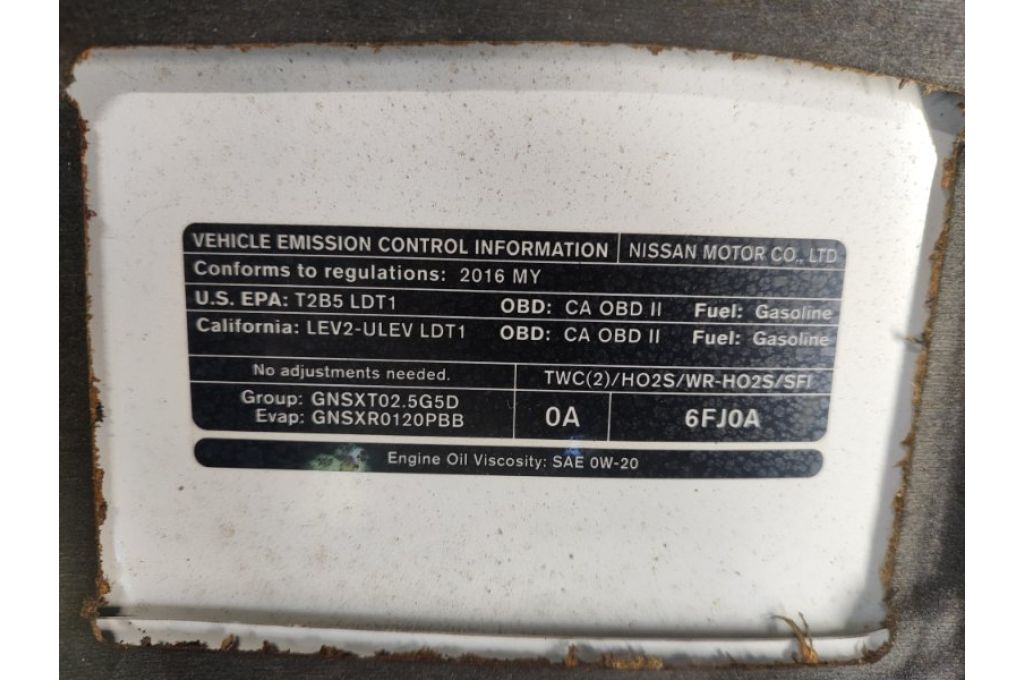 VEHICLE EMISSION CONTROL INFORMATION NISSAN MOTOR CO., LTD
Conforms to regulations: 2016 MY
U.S. EPA: T2B5 LDT1 OBD: CA OBD II Fuel: Gasoline
California: LEV2-ULEV LDT1 OBD: CA OBD II Fuel: Gasoline
No adjustments needed. TWC(2)/HO2S/WR-HO2S/SFI
Group: GNSXT02.5G5D
Evap: GNSXR0120PBB
0A 6FJ0A
Engine Oil Viscosity: SAE 0W-20